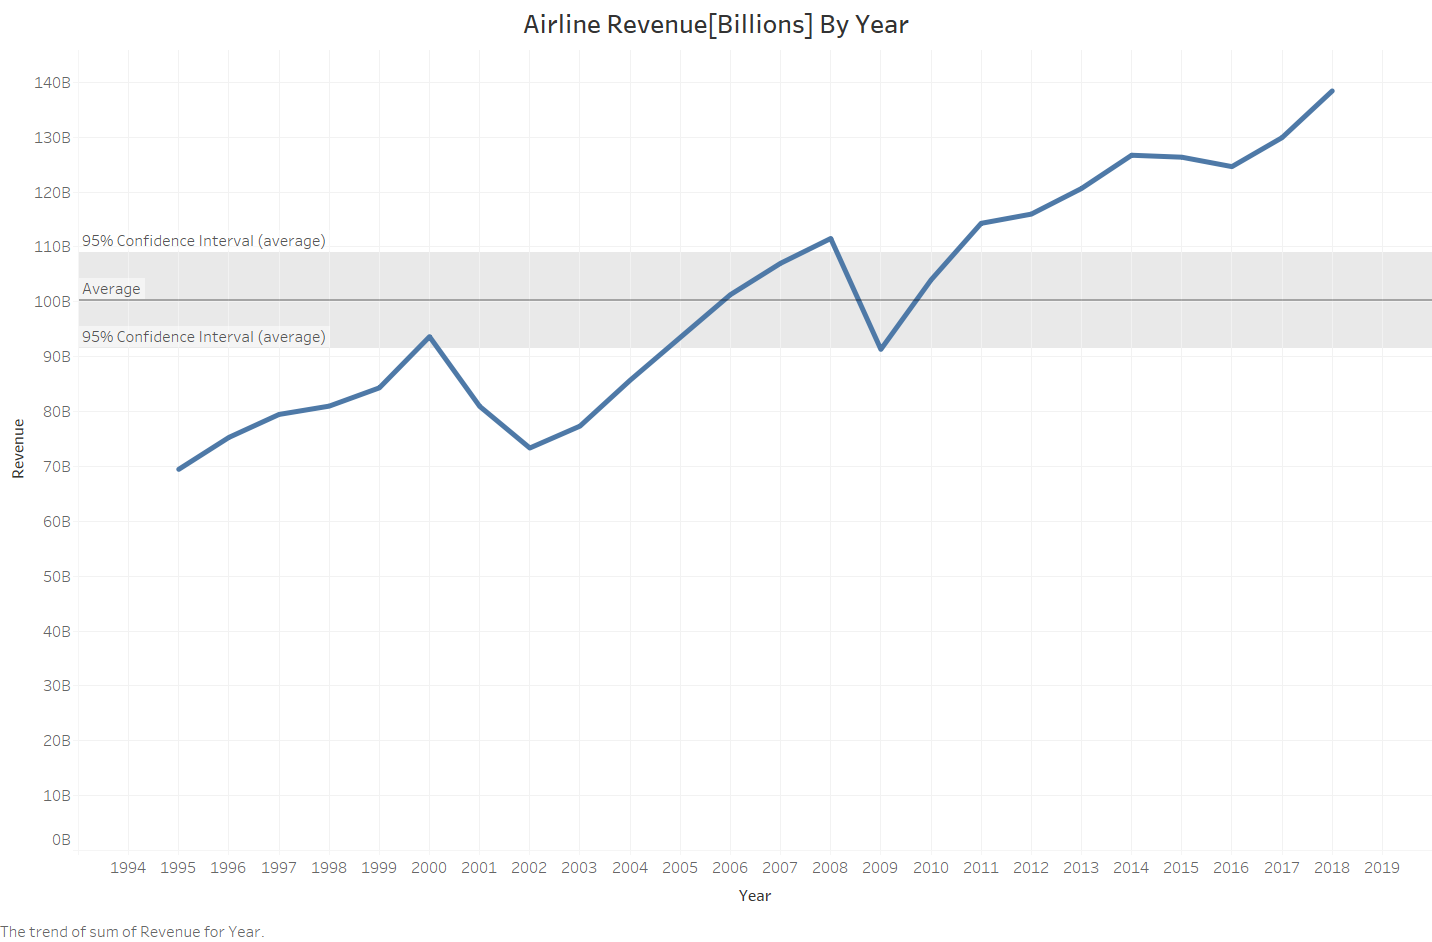 Airline Revenue[Billions] By Year
140B
130B
120B
95% Confidence Interval (average)
110B
Average
100B
95% Confidence Interval (average)
90B
80B
Revenue
70B
60B
50B
40B
30B
20B
10B
0B
1994 1995 1996 1997 1998 1999 2000 2001 2002 2003 2004 2005 2006 2007 2008 2009 2010 2011 2012 2013 2014 2015 2016 2017 2018 2019
Year
The trend of sum of Revenue for Year.